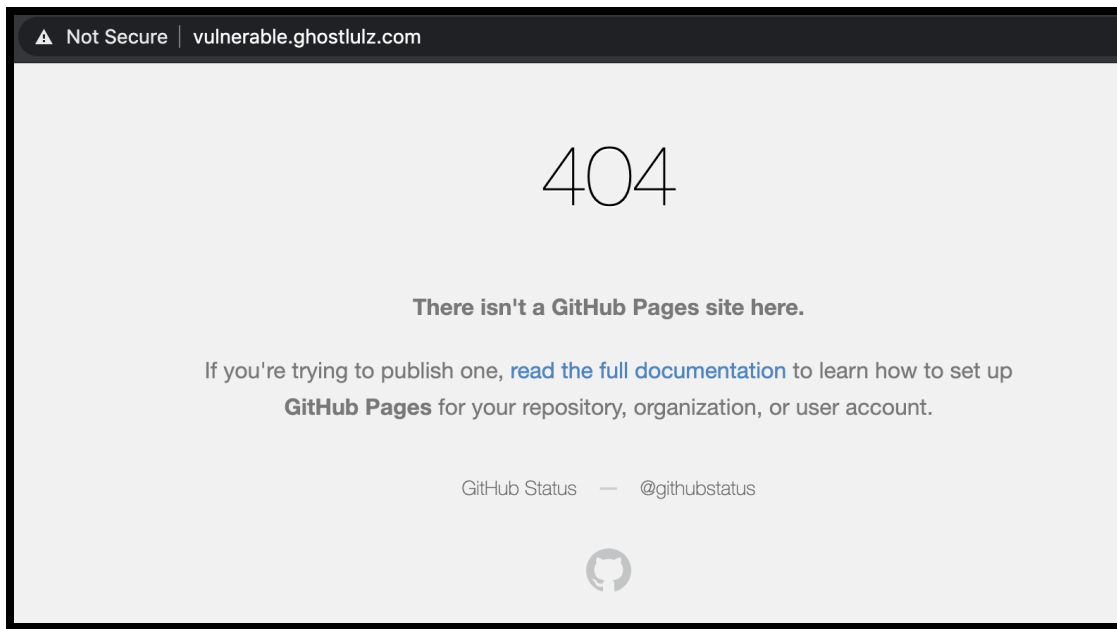 Not Secure | vulnerable.ghostlulz.com
404
There isn't a GitHub Pages site here.
If you're trying to publish one, read the full documentation to learn how to set up
GitHub Pages for your repository, organization, or user account.
GitHub Status — @githubstatus